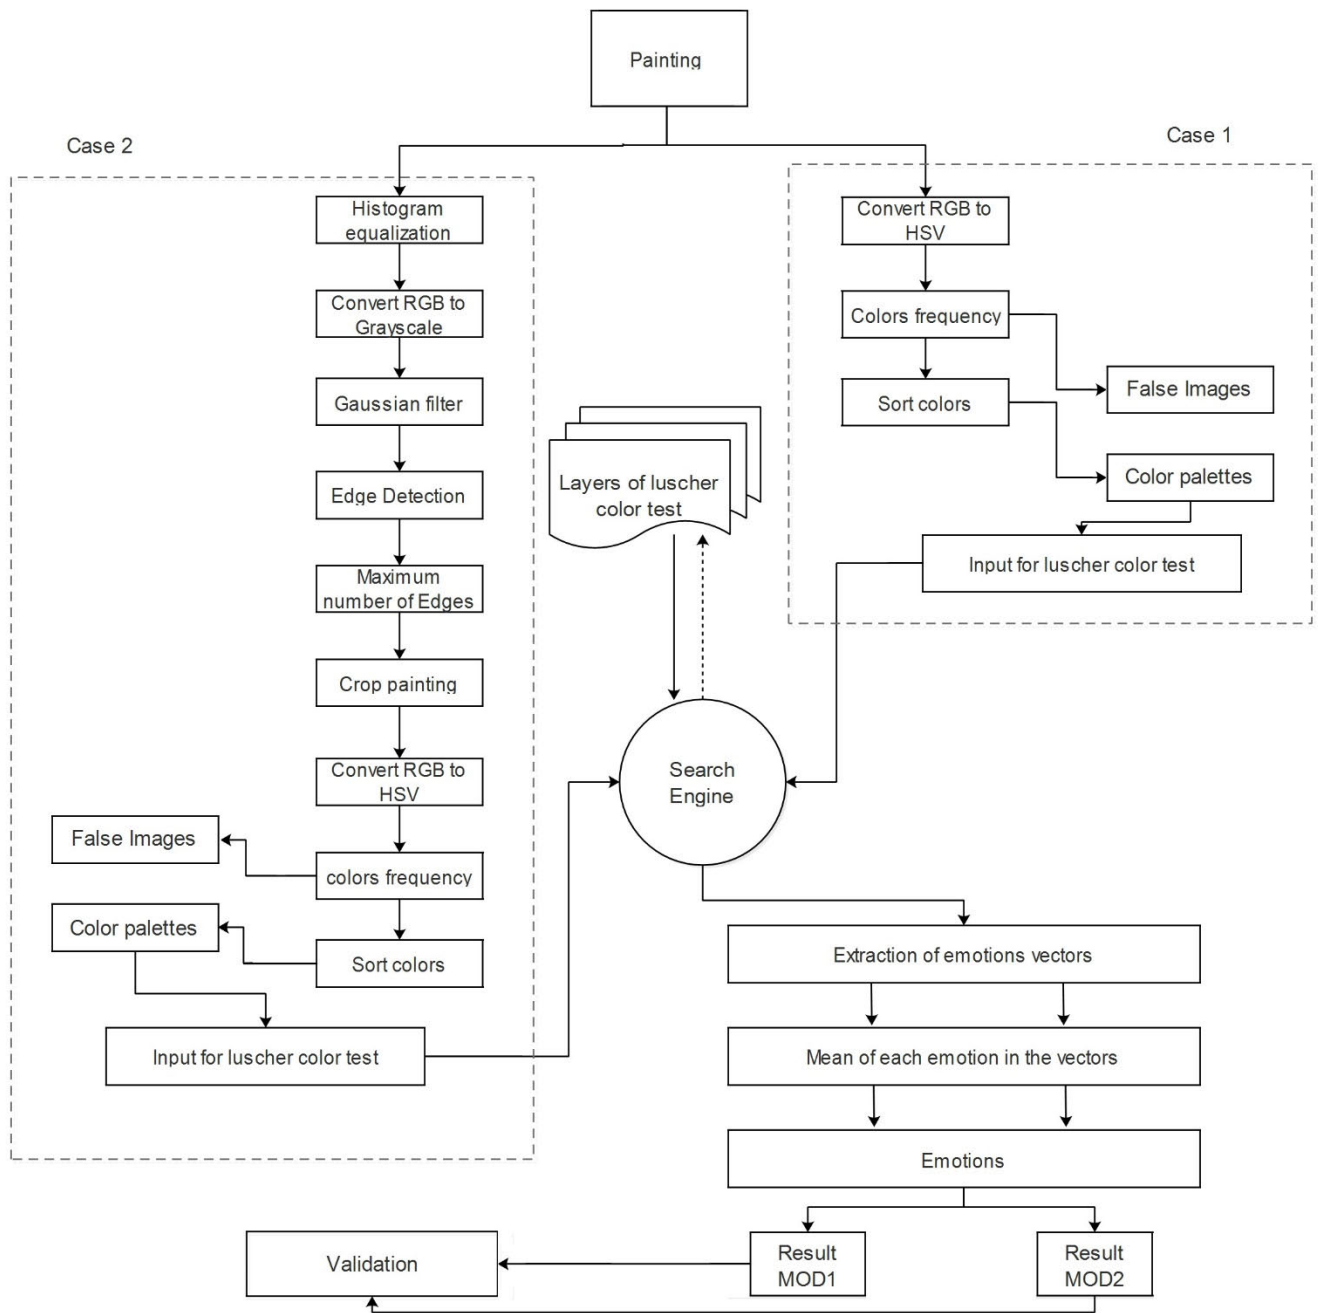 Painting
Case 2
Case 1
Histogram
equalization
Convert RGB to
Grayscale
Gaussian filter
Edge Detection
Maximum
number of Edges
Crop painting
Convert RGB to
HSV
False Images
colors frequency
Color palettes
Sort colors
Input for luscher color test
Layers of luscher
color test
Search
Engine
Convert RGB to
HSV
Colors frequency
False Images
Sort colors
Color palettes
Input for luscher color test
Extraction of emotions vectors
Mean of each emotion in the vectors
Emotions
Validation
Result
MOD1
Result
MOD2